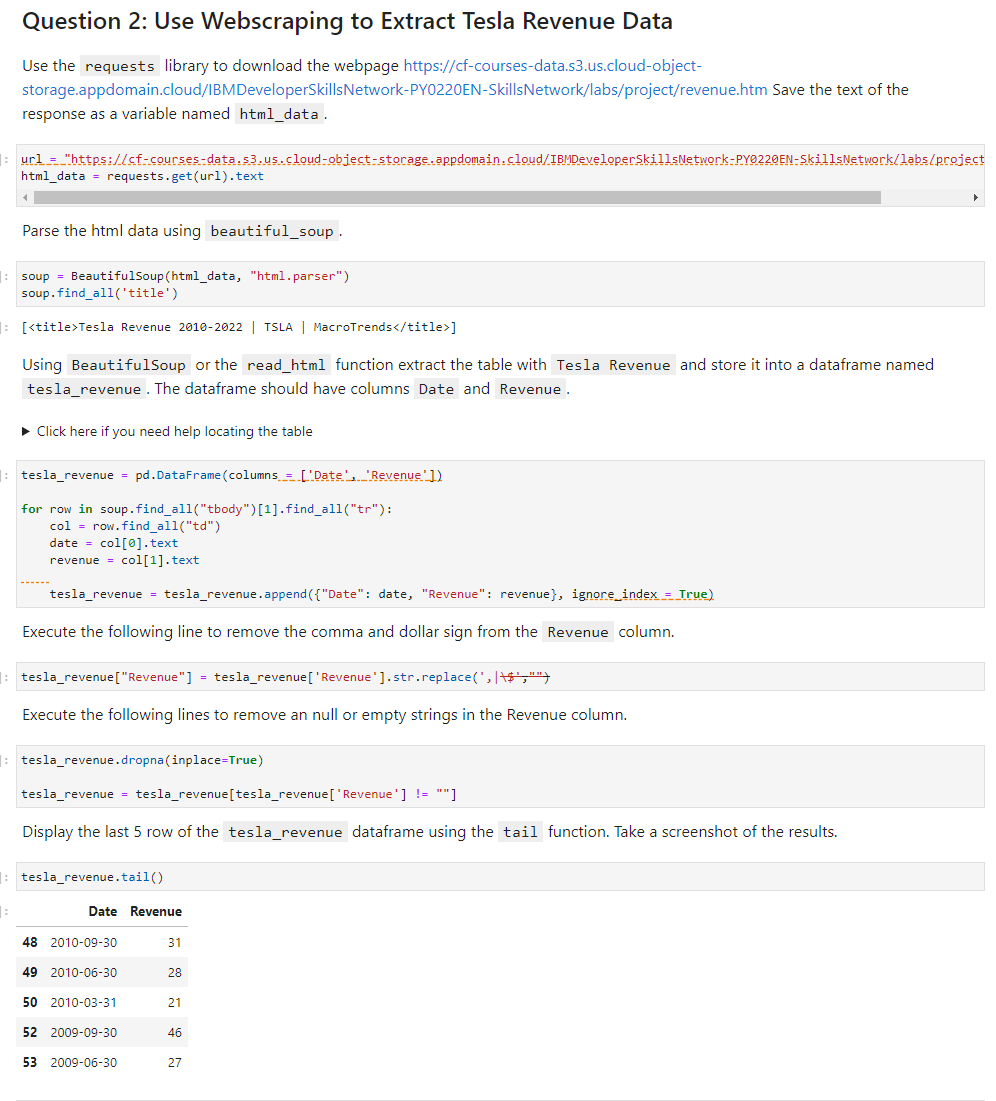 Question 2: Use Webscraping to Extract Tesla Revenue Data
Use the requests library to download the webpage https://cf-courses-data.s3.us.cloud-object-
storage.appdomain.cloud/IBMDeveloperSkillsNetwork-PY0220EN-SkillsNetwork/labs/project/revenue.htm Save the text of the
response as a variable named html_data.
]:
url = "https://cf-courses-data.s3.us.cloud-object-storage.appdomain.cloud/IBMDeveloperSkillsNetwork-PY0220EN-SkillsNetwork/labs/project
html_data = requests.get(url).text
Parse the html data using beautiful_soup.
]:
soup = BeautifulSoup(html_data, "html.parser")
soup.find_all('title')
]:
[<title>Tesla Revenue 2010-2022 | TSLA | MacroTrends</title>]
Using BeautifulSoup or the read_html function extract the table with Tesla Revenue and store it into a dataframe named
tesla_revenue. The dataframe should have columns Date and Revenue.
Click here if you need help locating the table
]:
tesla_revenue = pd.DataFrame(columns = ['Date', 'Revenue'])
for row in soup.find_all("tbody")[1].find_all("tr"):
col = row.find_all("td")
date = col[0].text
revenue = col[1].text
tesla_revenue = tesla_revenue.append({"Date": date, "Revenue": revenue}, ignore_index = True)
Execute the following line to remove the comma and dollar sign from the Revenue column.
]:
tesla_revenue["Revenue"] = tesla_revenue['Revenue'].str.replace(',|\$',"")
Execute the following lines to remove an null or empty strings in the Revenue column.
]:
tesla_revenue.dropna(inplace=True)
tesla_revenue = tesla_revenue[tesla_revenue['Revenue'] != ""]
Display the last 5 row of the tesla_revenue dataframe using the tail function. Take a screenshot of the results.
]:
tesla_revenue.tail()
]:
Date Revenue
48 2010-09-30 31
49 2010-06-30 28
50 2010-03-31 21
52 2009-09-30 46
53 2009-06-30 27